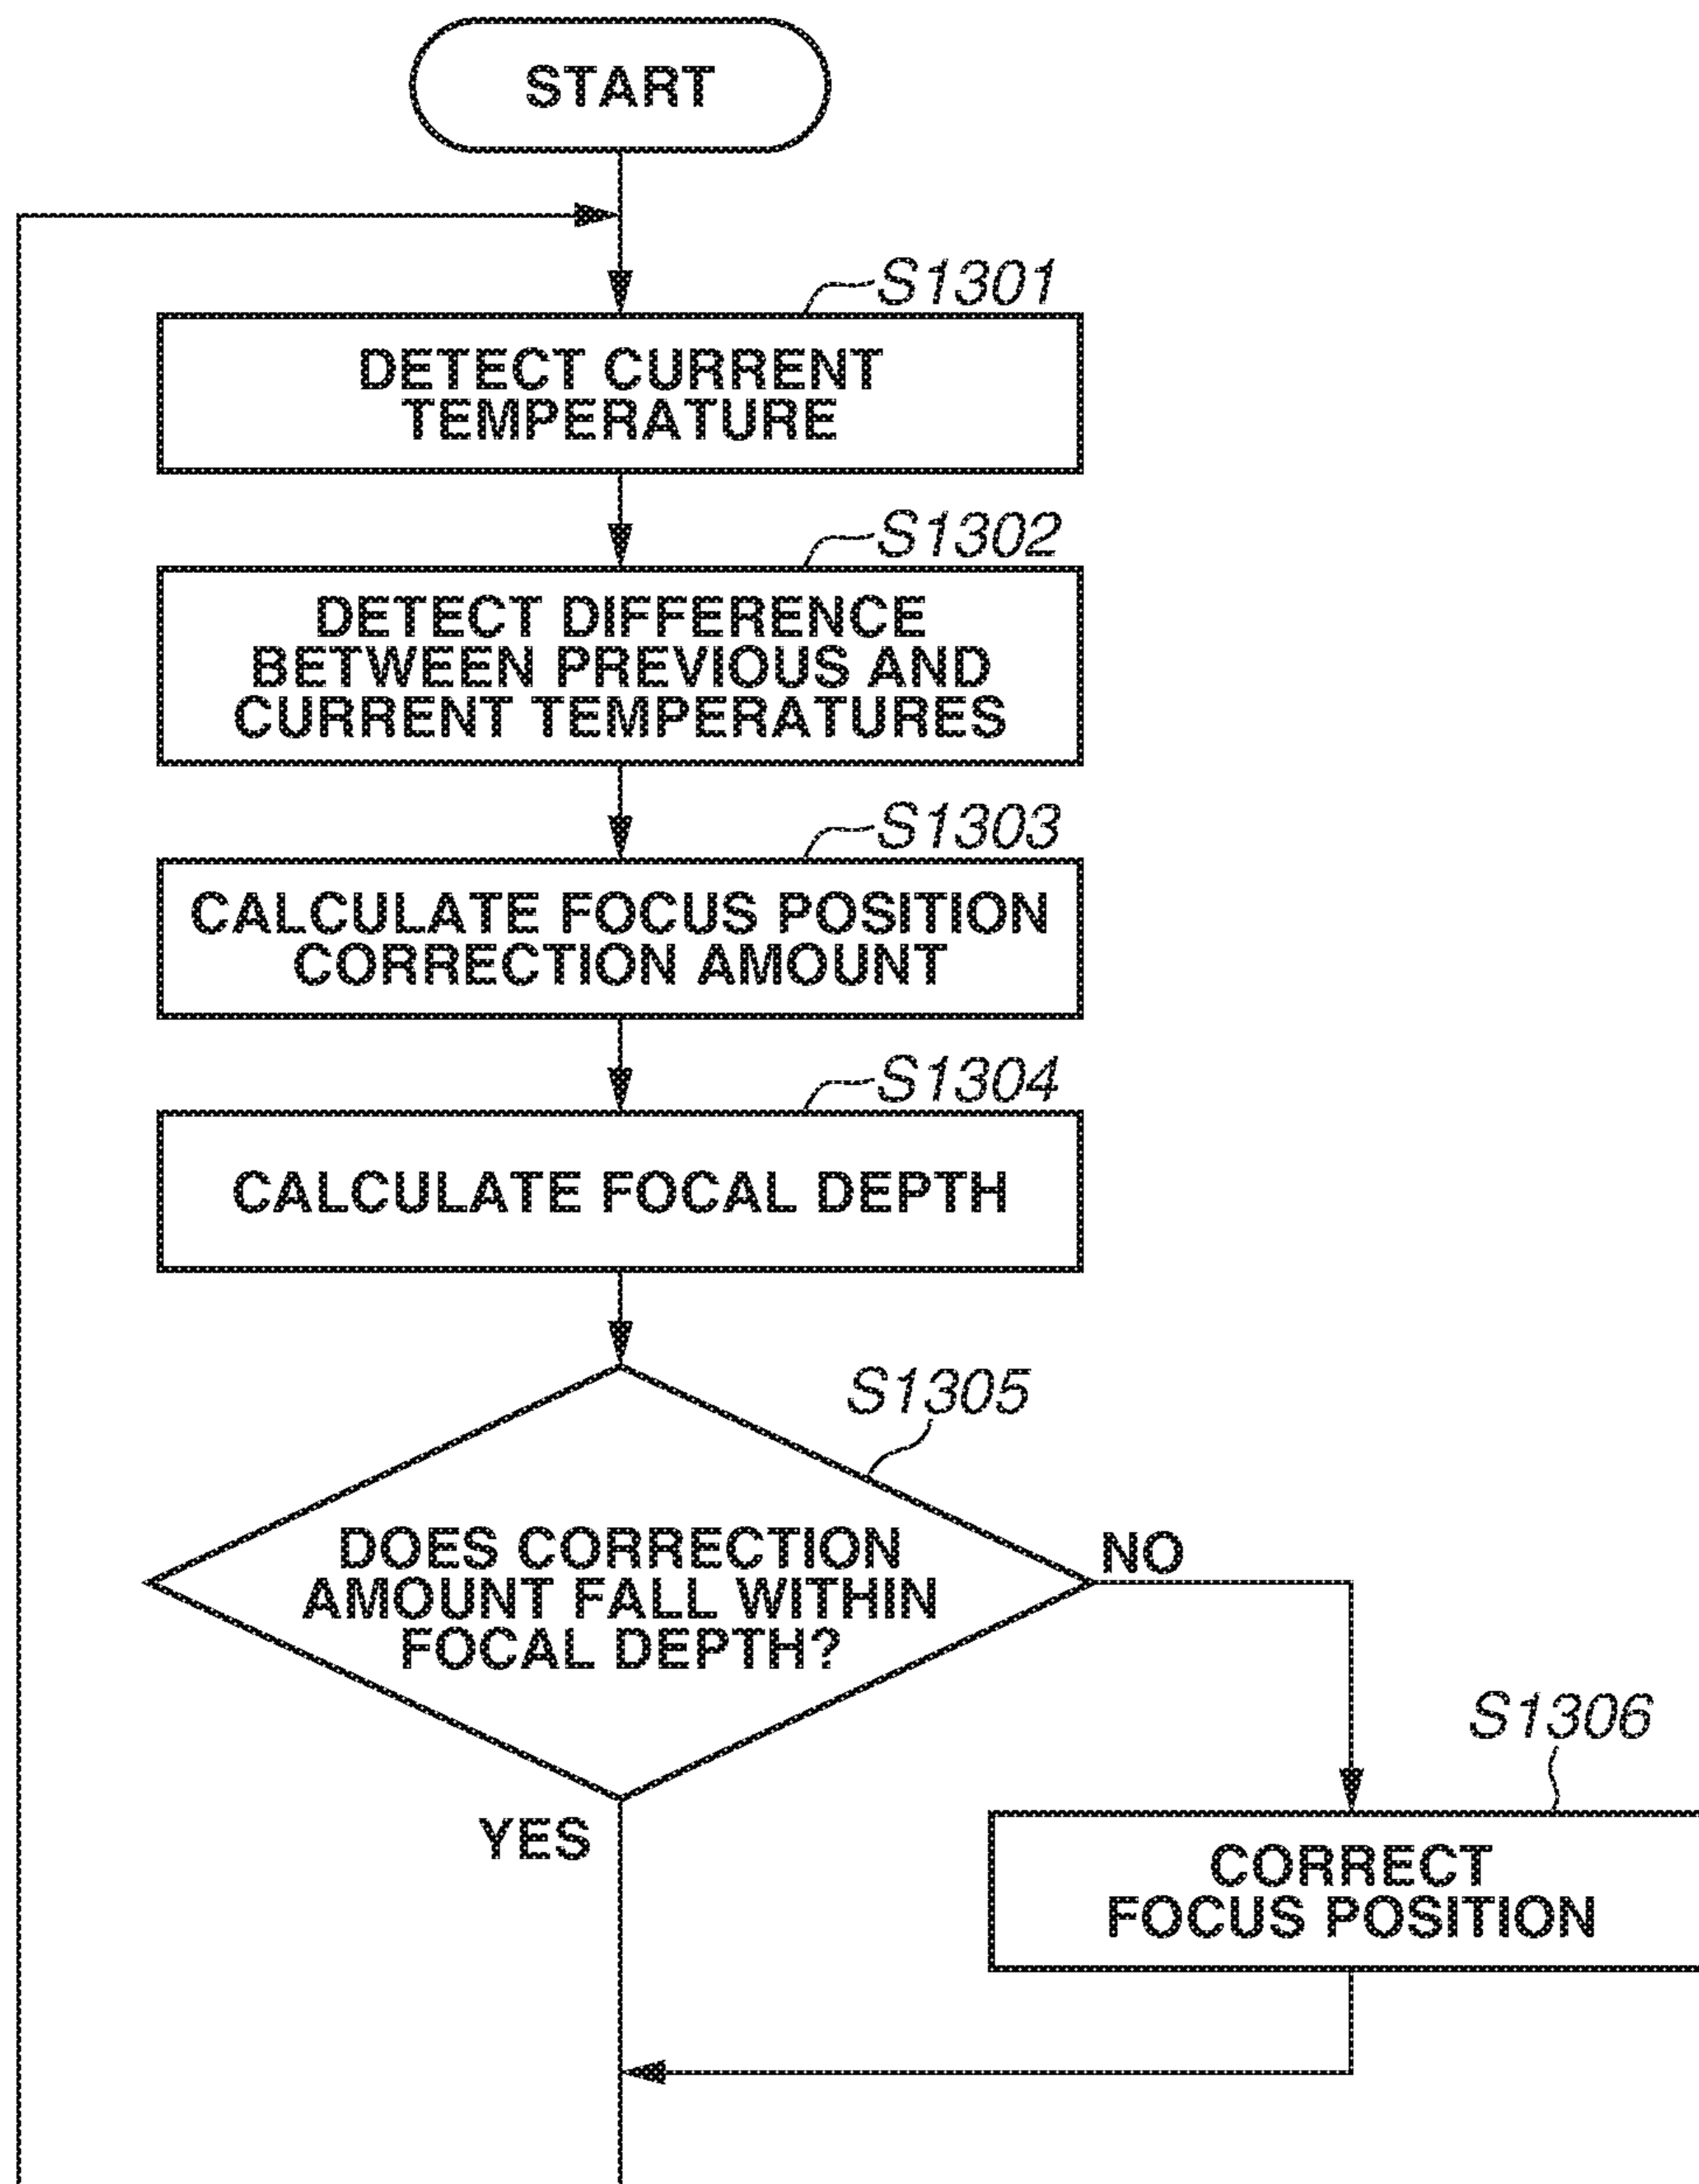 START
S1301
DETECT CURRENT
TEMPERATURE
S1302
DETECT DIFFERENCE
BETWEEN PREVIOUS AND
CURRENT TEMPERATURES
S1303
CALCULATE FOCUS POSITION
CORRECTION AMOUNT
S1304
CALCULATE FOCAL DEPTH
S1305
DOES CORRECTION
AMOUNT FALL WITHIN
FOCAL DEPTH?
NO
S1306
YES
CORRECT
FOCUS POSITION